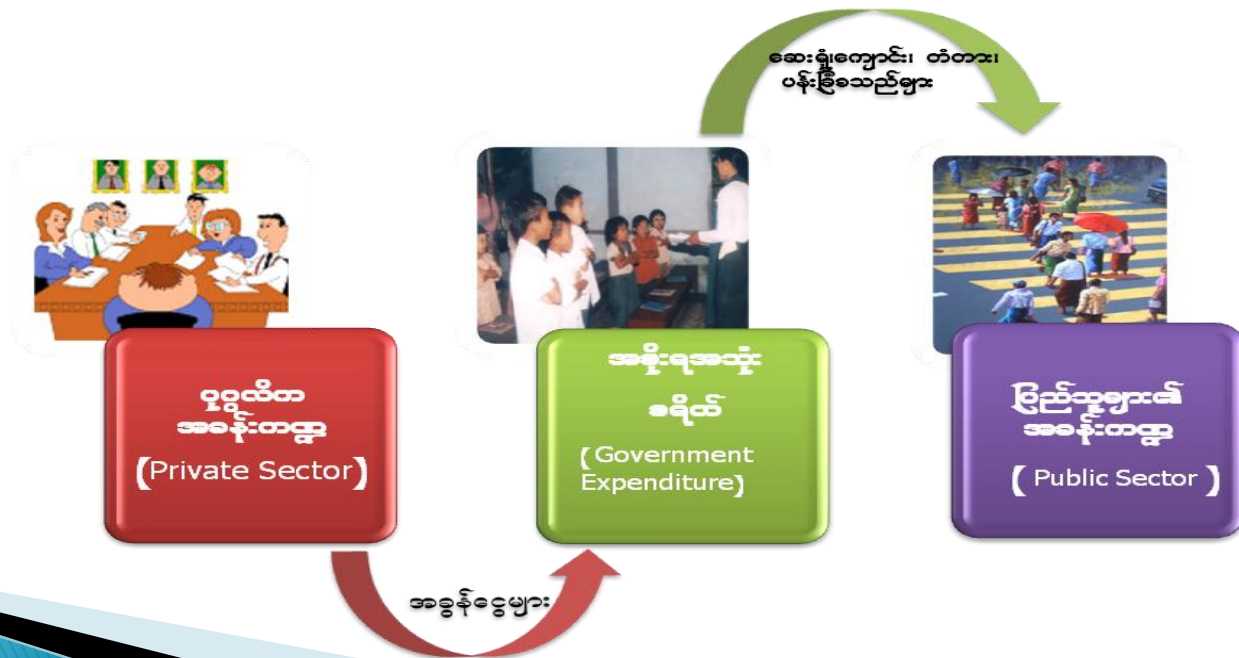 ဆေးရုံ၊ကျောင်း၊ တံတား၊
ပန်းခြံစသည်များ
ပုဂ္ဂလိက
အခန်းကဏ္ဍ
(Private Sector)
အစိုးရအသုံး
စရိတ်
(Government
Expenditure)
ပြည်သူများ၏
အခန်းကဏ္ဍ
( Public Sector )
အခွန်ငွေများ